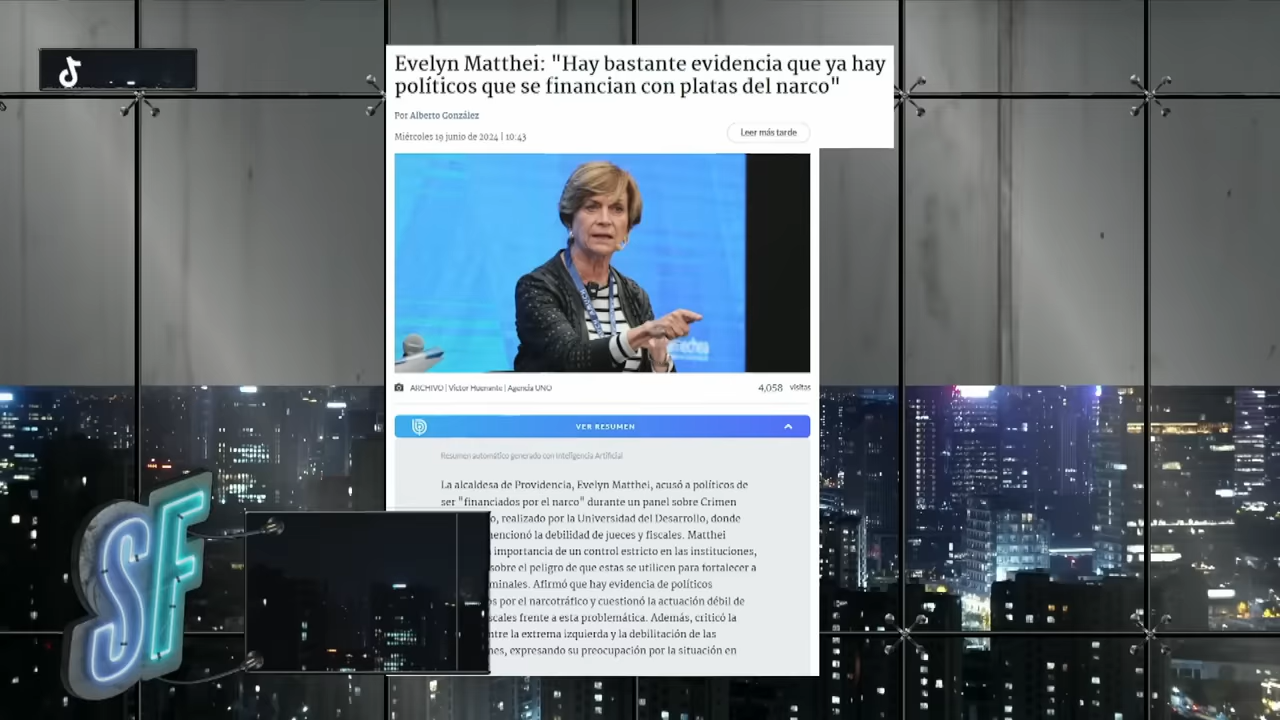 Evelyn Matthei: "Hay bastante evidencia que ya hay
políticos que se financian con platas del narco"
Por Alberto González
Miércoles 19 junio de 2024 | 10:43
Leer más tarde
ARCHIVO | Víctor Huenante | Agencia UNO
4,058 visitas
VER RESUMEN
Resumen automático generado con Inteligencia Artificial
La alcaldesa de Providencia, Evelyn Matthei, acusó a políticos de
ser "financiados por el narco" durante un panel sobre Crimen
o, realizado por la Universidad del Desarrollo, donde
mencionó la debilidad de jueces y fiscales. Matthei
importancia de un control estricto en las instituciones,
sobre el peligro de que estas se utilicen para fortalecer a
minales. Afirmó que hay evidencia de políticos
s por el narcotráfico y cuestionó la actuación débil de
scales frente a esta problemática. Además, criticó la
ntre la extrema izquierda y la debilitación de las
nes, expresando su preocupación por la situación en
SF